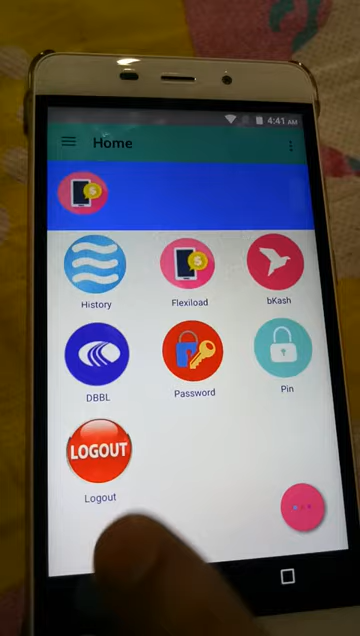 4:41 AM
Home
History
Flexiload
bKash
DBBL
Password
Pin
LOGOUT
Logout